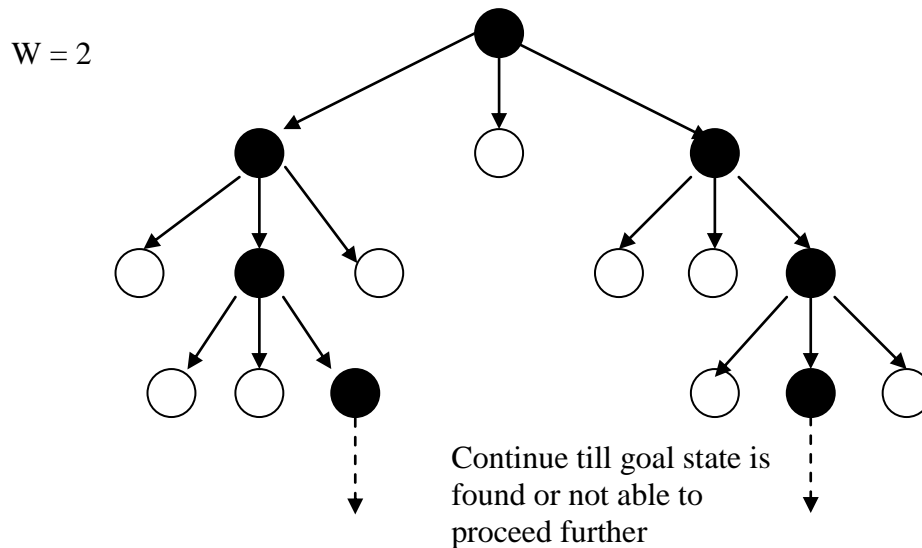 W = 2
Continue till goal state is
found or not able to
proceed further